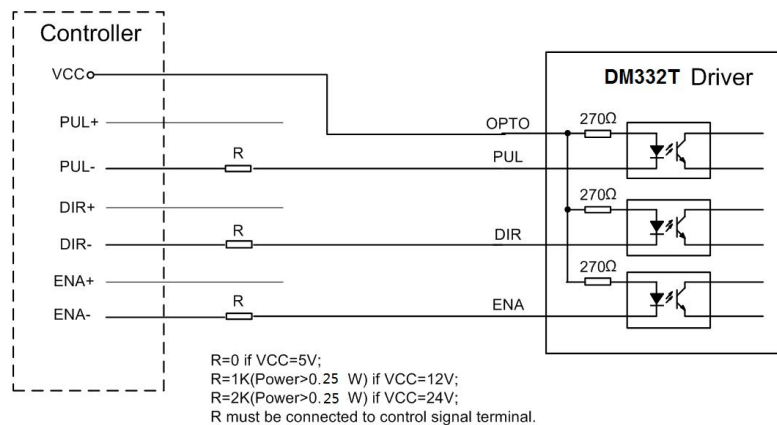 Controller
VCC
DM332T Driver
PUL+
OPTO
270Ω
PUL-
R
PUL
DIR+
270Ω
DIR-
R
DIR
ENA+
270Ω
ENA-
R
ENA
R=0 if VCC=5V;
R=1K(Power>0.25 W) if VCC=12V;
R=2K(Power>0.25 W) if VCC=24V;
R must be connected to control signal terminal.